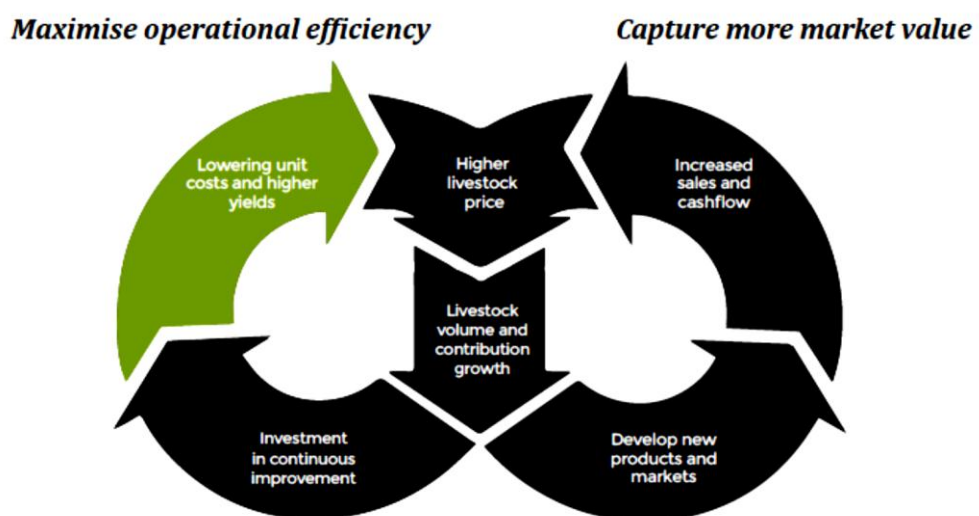 Maximise operational efficiency
Capture more market value
Lowering unit
costs and higher
yields
Higher
livestock
price
Increased
sales and
cashflow
Livestock
volume and
contribution
growth
Investment
in continuous
improvement
Develop new
products and
markets